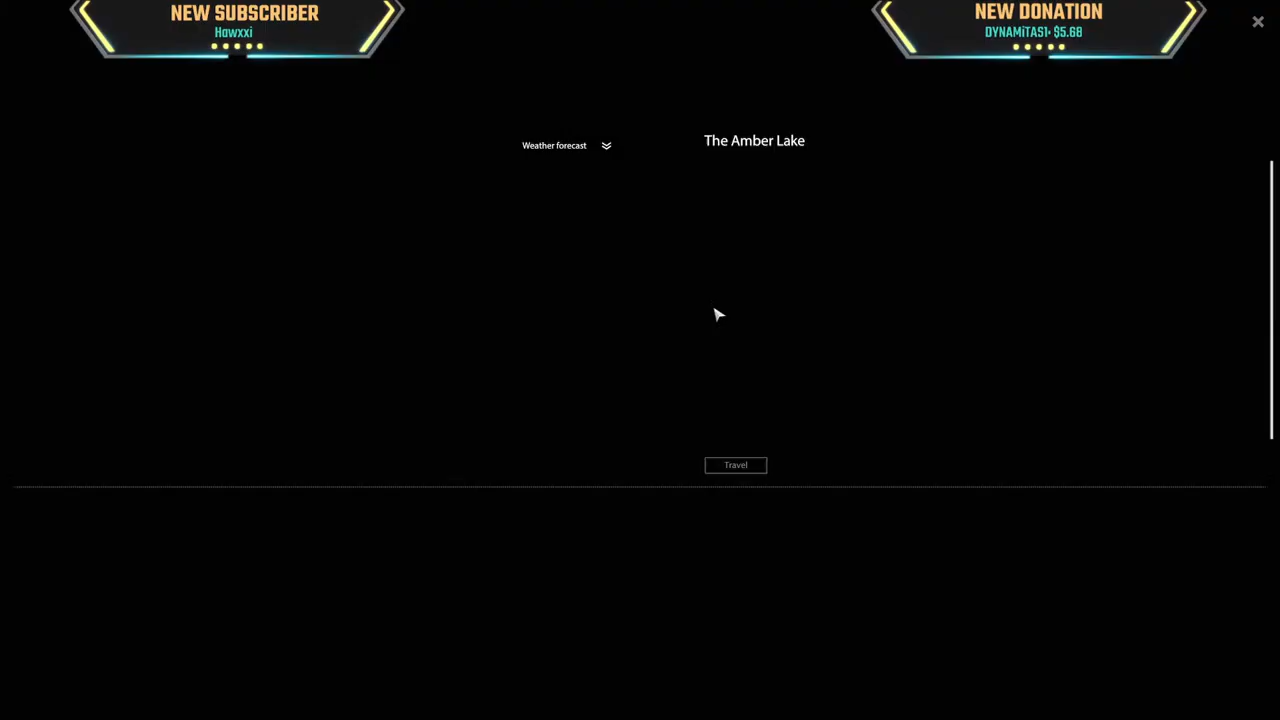 NEW SUBSCRIBER
Hawxxi
NEW DONATION
DYNAMiTAS1• $5.68
Weather forecast
The Amber Lake
Travel